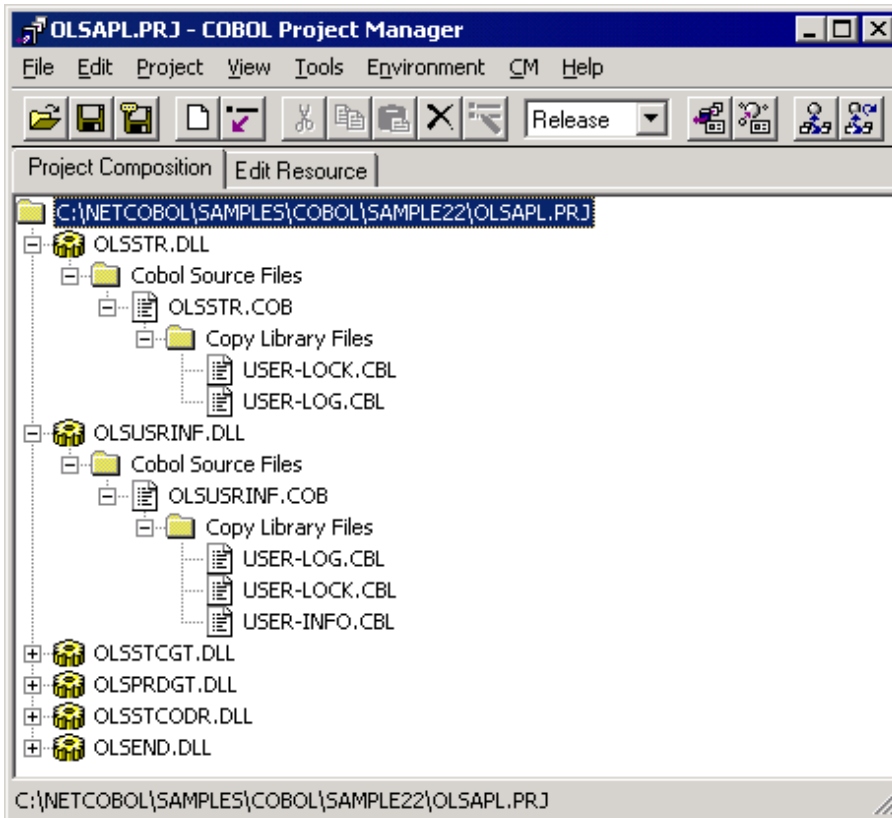 OLSAPL.PRJ - COBOL Project Manager
File Edit Project View Tools Environment CM Help
Release
Project Composition Edit Resource
C:\NETCOBOL\SAMPLES\COBOL\SAMPLE22\OLSAPL.PRJ
OLSSTR.DLL
Cobol Source Files
OLSSTR.COB
Copy Library Files
USER-LOCK.CBL
USER-LOG.CBL
OLSUSRINF.DLL
Cobol Source Files
OLSUSRINF.COB
Copy Library Files
USER-LOG.CBL
USER-LOCK.CBL
USER-INFO.CBL
OLSSTCGT.DLL
OLSPRDGT.DLL
OLSSTCODR.DLL
OLSEND.DLL
C:\NETCOBOL\SAMPLES\COBOL\SAMPLE22\OLSAPL.PRJ